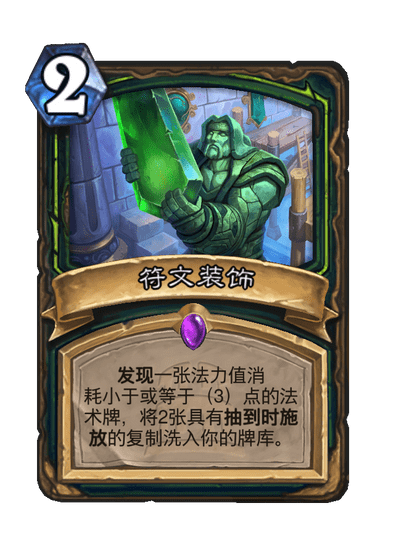 2
符文装饰
发现一张法力值消
耗小于或等于（3）点的法
术牌，将2张具有抽到时施
放的复制洗入你的牌库。